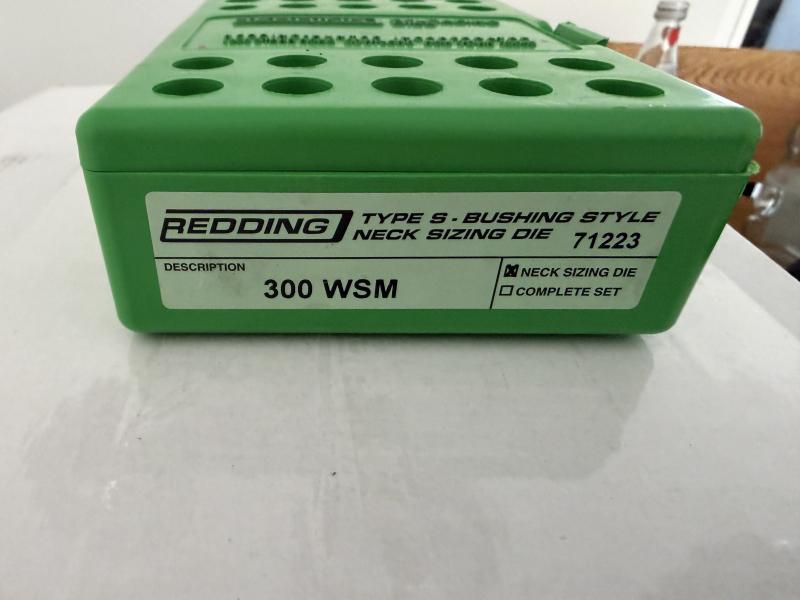 REDDING
TYPE S - BUSHING STYLE
NECK SIZING DIE 71223
DESCRIPTION
300 WSM
☒ NECK SIZING DIE
☐ COMPLETE SET